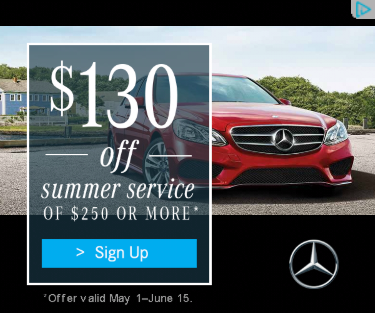 $130
off
summer service
OF $250 OR MORE*
> Sign Up
*Offer valid May 1–June 15.